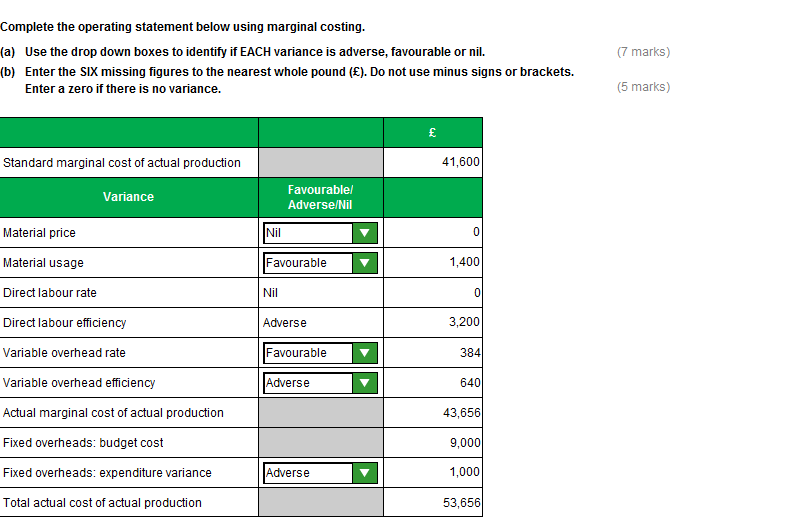 Complete the operating statement below using marginal costing.
(a) Use the drop down boxes to identify if EACH variance is adverse, favourable or nil. (7 marks)
(b) Enter the SIX missing figures to the nearest whole pound (£). Do not use minus signs or brackets.
Enter a zero if there is no variance. (5 marks)
£
Standard marginal cost of actual production 41,600
Variance Favourable/
Adverse/Nil
Material price Nil 0
Material usage Favourable 1,400
Direct labour rate Nil 0
Direct labour efficiency Adverse 3,200
Variable overhead rate Favourable 384
Variable overhead efficiency Adverse 640
Actual marginal cost of actual production 43,656
Fixed overheads: budget cost 9,000
Fixed overheads: expenditure variance Adverse 1,000
Total actual cost of actual production 53,656